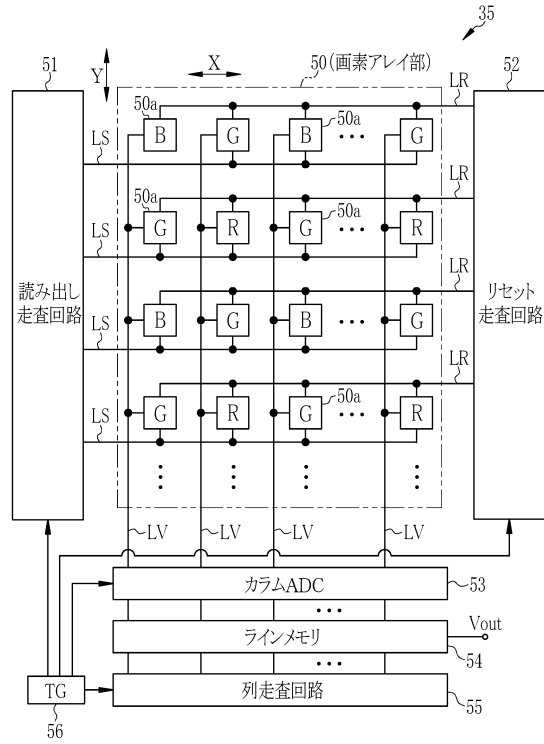 35
51
Y
X
50(画素アレイ部)
52
50a
50a
LR
B
G
B
G
LS
50a
50a
LR
G
R
G
R
LS
読み出し
走査回路
リセット
走査回路
LR
B
G
B
G
LS
50a
LR
G
R
G
R
LS
LV
LV
LV
LV
カラムADC
53
ラインメモリ
Vout
54
TG
56
列走査回路
55